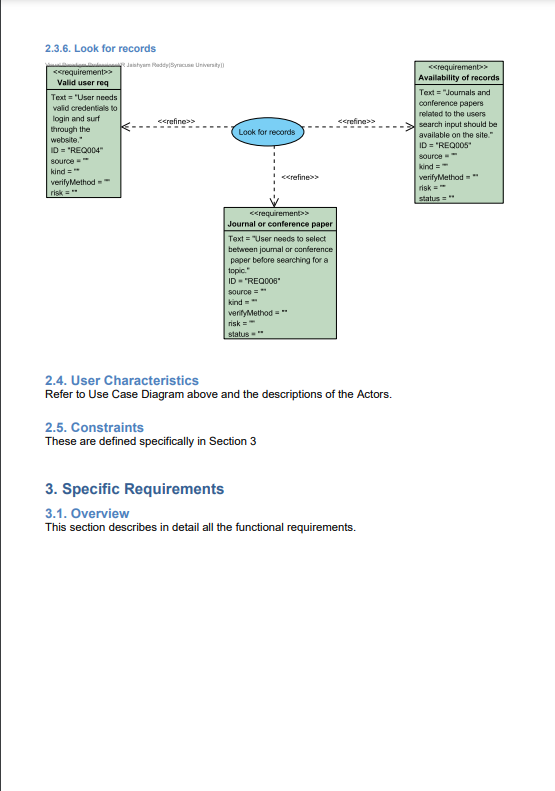 2.3.6. Look for records
Jaishyam Reddy(Syracuse University))
<<requirement>>
Valid user req
Text = "User needs
valid credentials to
login and surf
through the
website."
ID = "REQ004"
source = ""
kind = ""
verifyMethod = ""
risk = ""
<<refine>>
Look for records
<<refine>>
<<requirement>>
Availability of records
Text = "Journals and
conference papers
related to the users
search input should be
available on the site."
ID = "REQ005"
source = ""
kind = ""
verifyMethod = ""
risk = ""
status = ""
<<refine>>
<<requirement>>
Journal or conference paper
Text = "User needs to select
between journal or conference
paper before searching for a
topic."
ID = "REQ006"
source = ""
kind = ""
verifyMethod = ""
risk = ""
status = ""
2.4. User Characteristics
Refer to Use Case Diagram above and the descriptions of the Actors.
2.5. Constraints
These are defined specifically in Section 3
3. Specific Requirements
3.1. Overview
This section describes in detail all the functional requirements.